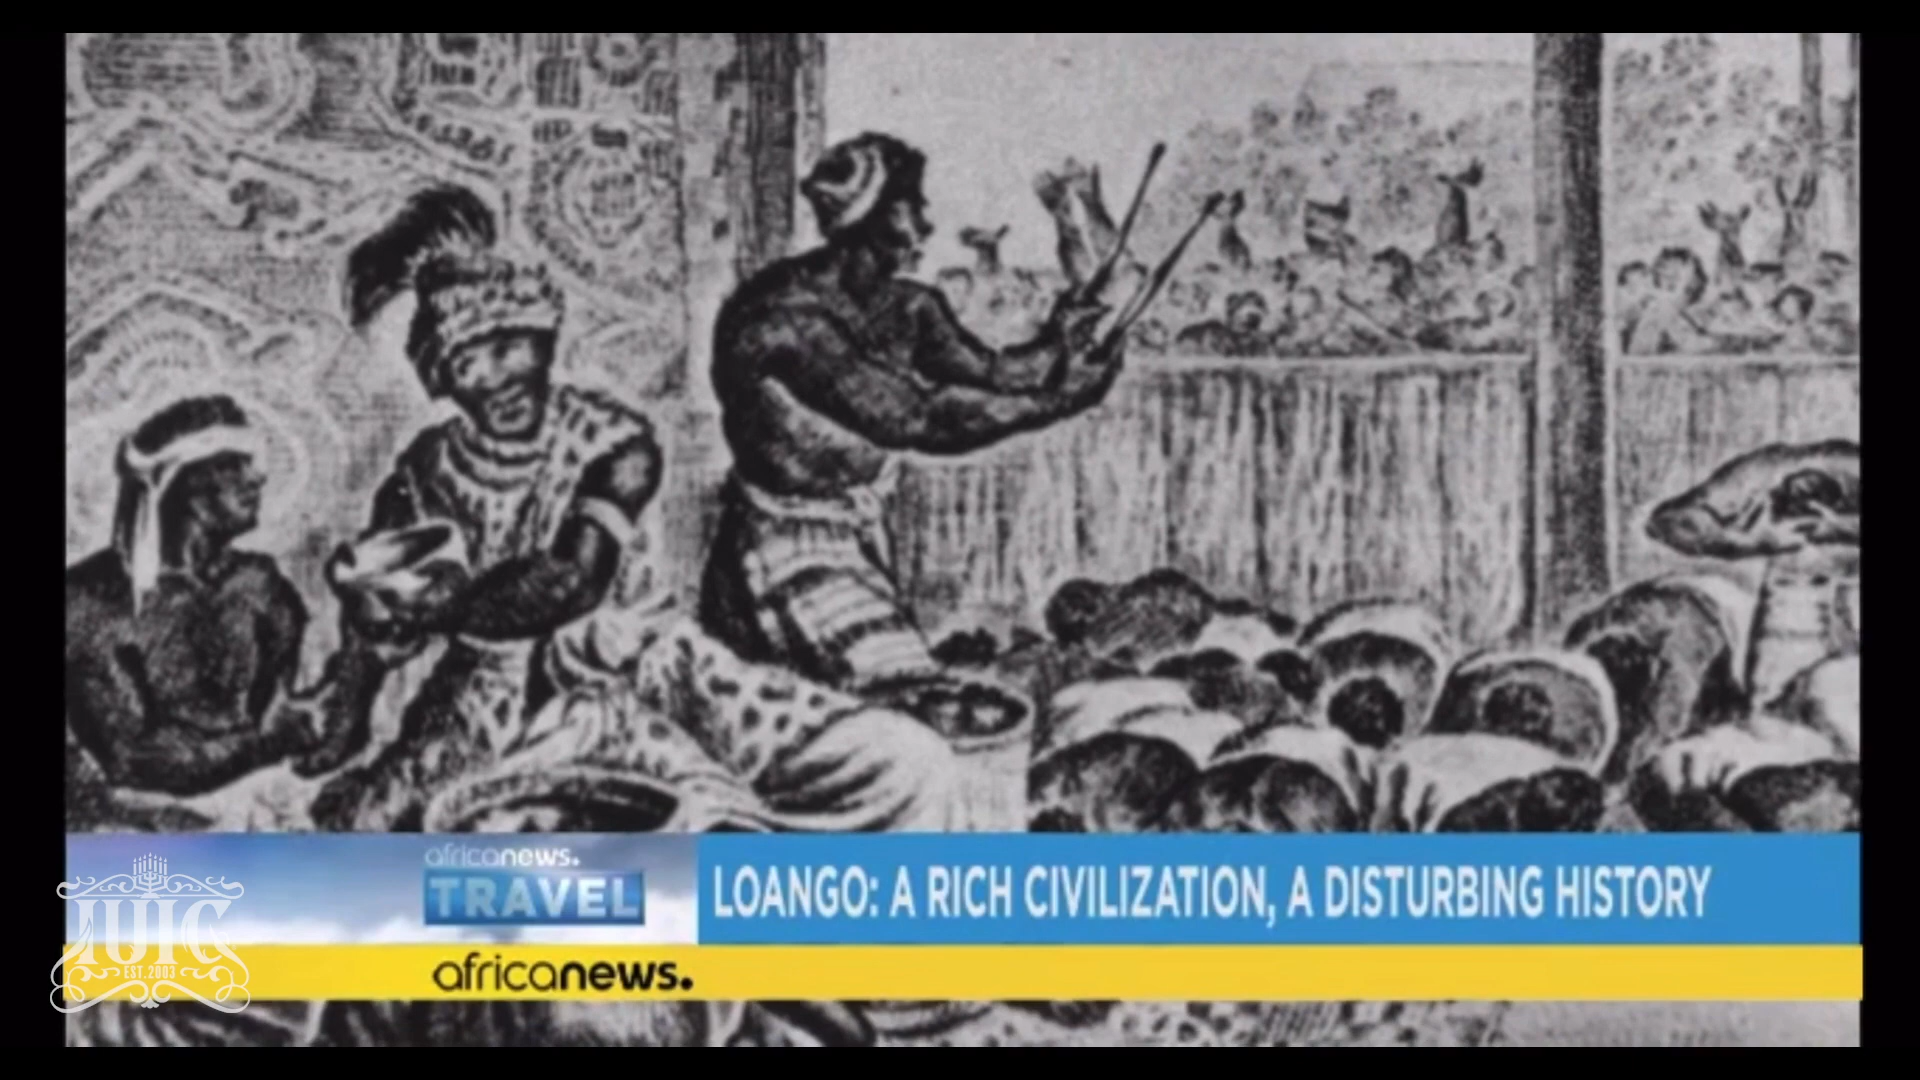 africanews.
TRAVEL
LOANGO: A RICH CIVILIZATION, A DISTURBING HISTORY
IUIC
EST. 2003
africanews.